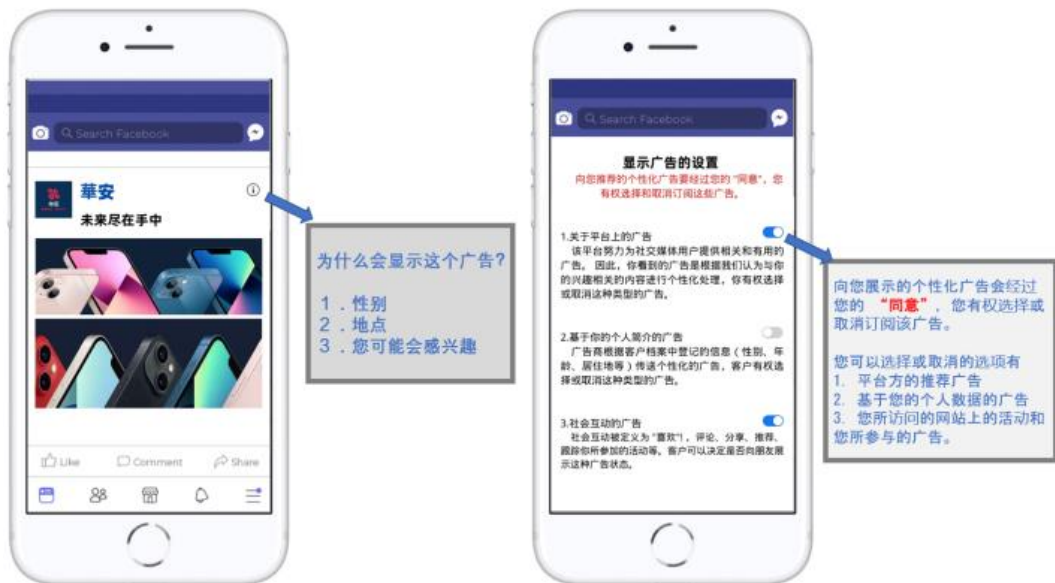 Search Facebook
華安
未来尽在手中
Like
Comment
Share
为什么会显示这个广告?
1．性别
2．地点
3．您可能会感兴趣
Search Facebook
显示广告的设置
向您推荐的个性化广告要经过您的 "同意"，您
有权选择和取消订阅这些广告。
1.关于平台上的广告
该平台努力为社交媒体用户提供相关和有用的
广告。 因此，你看到的广告是根据我们认为与你
的兴趣相关的内容进行个性化处理，你有权选择
或取消这种类型的广告。
2.基于你的个人简介的广告
广告商根据客户档案中登记的信息（性别、年
龄、居住地等）传送个性化的广告，客户有权选
择或取消这种类型的广告。
3.社会互动的广告
社会互动被定义为 "喜欢"!，评论、分享、推荐、
跟踪你所参加的活动等。客户可以决定是否向朋友展
示这种广告状态。
向您展示的个性化广告会经过
您的 “同意”，您有权选择或
取消订阅该广告。
您可以选择或取消的选项有
1. 平台方的推荐广告
2. 基于您的个人数据的广告
3. 您所访问的网站上的活动和
您所参与的广告。